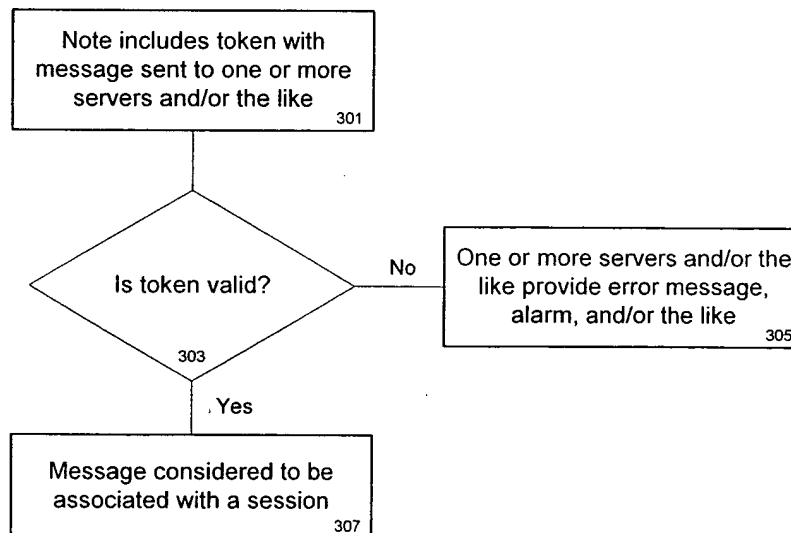 Note includes token with
message sent to one or more
servers and/or the like
301
Is token valid?
303
No
One or more servers and/or the
like provide error message,
alarm, and/or the like
305
Yes
Message considered to be
associated with a session
307